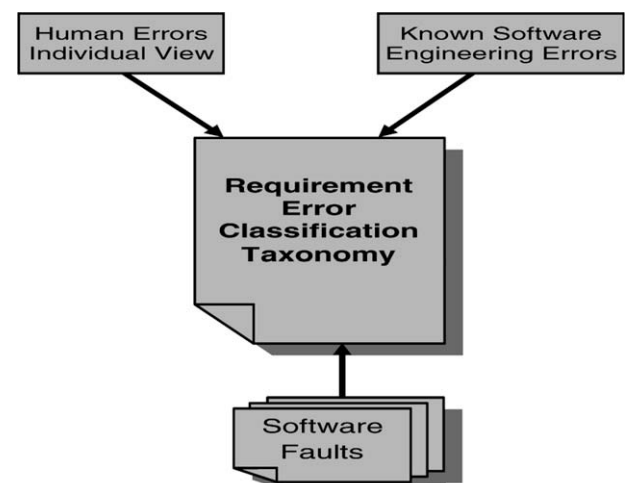 Human Errors
Individual View
Known Software
Engineering Errors
Requirement
Error
Classification
Taxonomy
Software
Faults